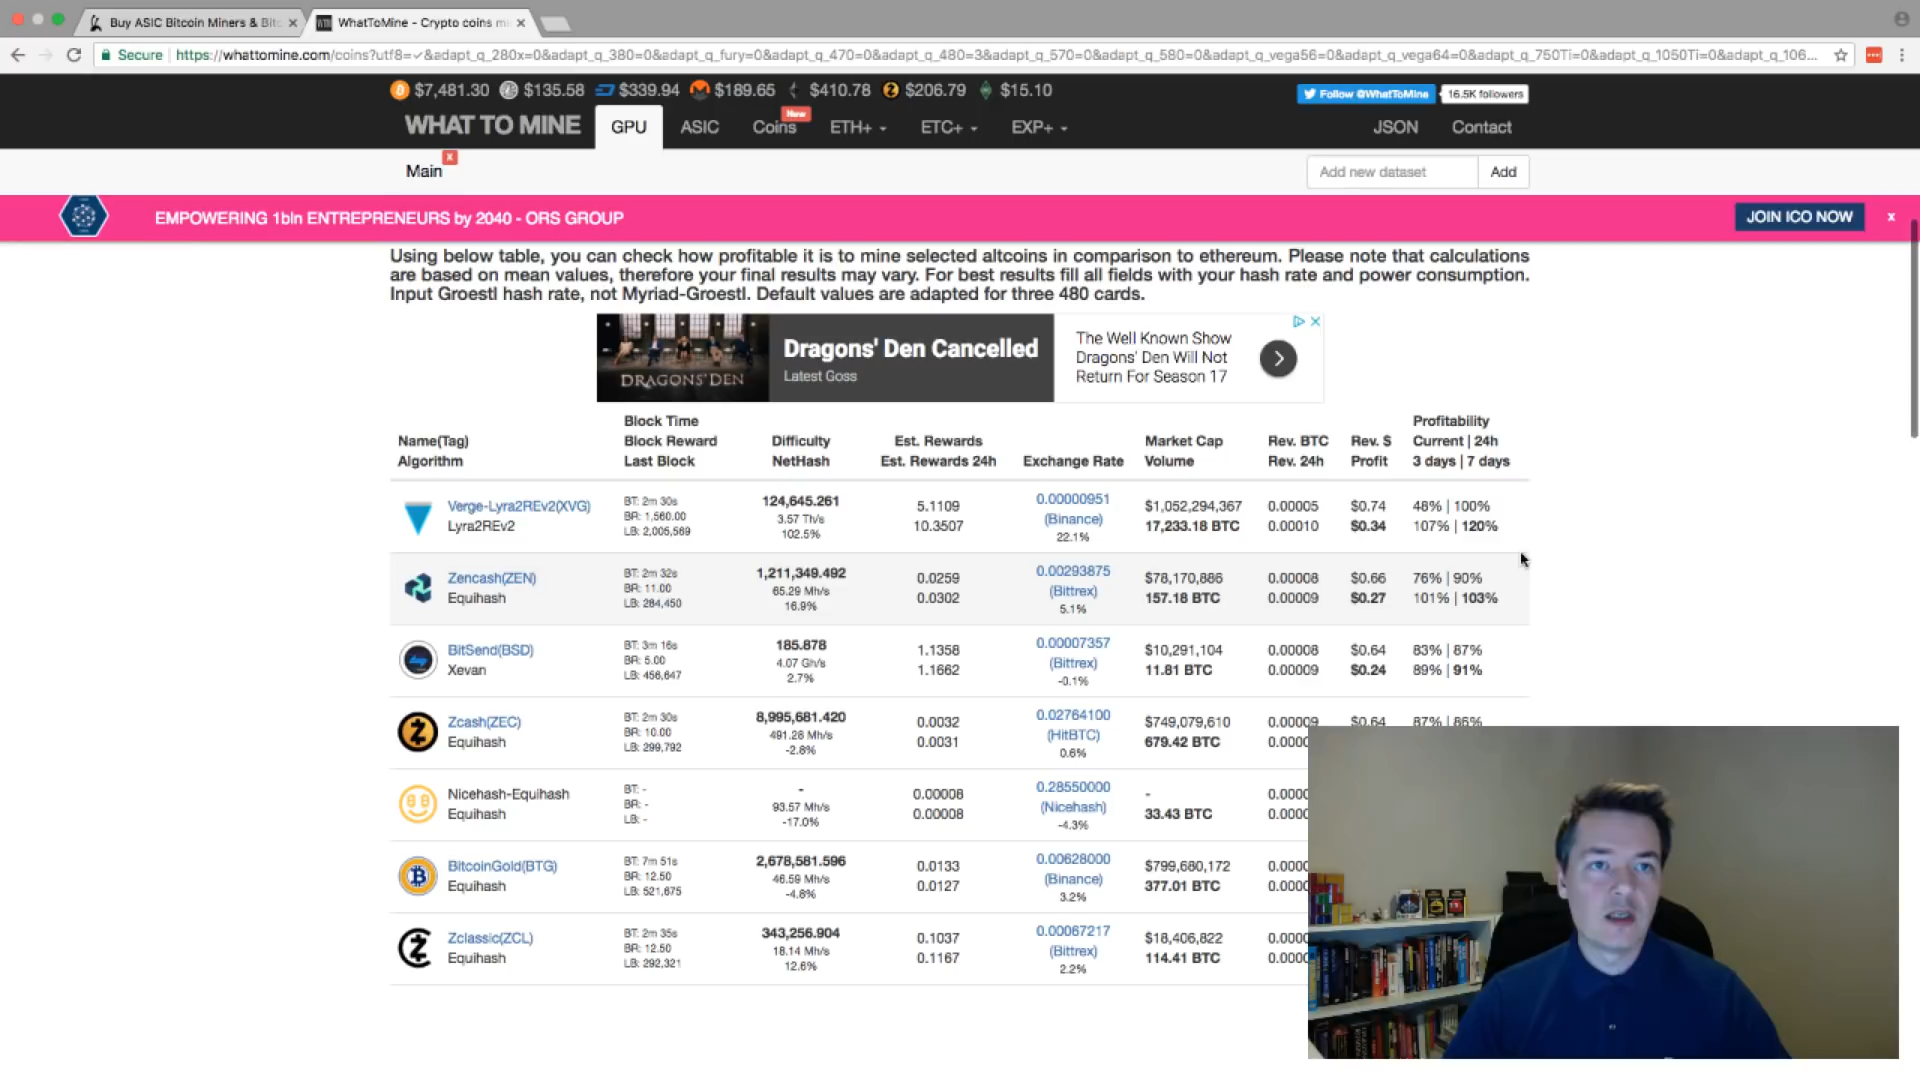 Buy ASIC Bitcoin Miners & Bitc
WhatToMine - Crypto coins mi
Secure | https://whattomine.com/coins?utf8=✓&adapt_q_280x=0&adapt_q_380=0&adapt_q_fury=0&adapt_q_470=0&adapt_q_480=3&adapt_q_570=0&adapt_q_580=0&adapt_q_vega56=0&adapt_q_vega64=0&adapt_q_750Ti=0&adapt_q_1050Ti=0&adapt_q_106...
$7,481.30 $135.58 $339.94 $189.65 $410.78 $206.79 $15.10
Follow @WhatToMine 16.5K followers
WHAT TO MINE GPU ASIC Coins New ETH+ ETC+ EXP+ JSON Contact
Main x
Add new dataset Add
EMPOWERING 1bln ENTREPRENEURS by 2040 - ORS GROUP JOIN ICO NOW x
Using below table, you can check how profitable it is to mine selected altcoins in comparison to ethereum. Please note that calculations
are based on mean values, therefore your final results may vary. For best results fill all fields with your hash rate and power consumption.
Input Groestl hash rate, not Myriad-Groestl. Default values are adapted for three 480 cards.
DRAGONS' DEN
Dragons' Den Cancelled
Latest Goss
The Well Known Show
Dragons' Den Will Not
Return For Season 17
Block Time Profitability
Name(Tag) Block Reward Difficulty Est. Rewards Market Cap Rev. BTC Rev. $ Current | 24h
Algorithm Last Block NetHash Est. Rewards 24h Exchange Rate Volume Rev. 24h Profit 3 days | 7 days
Verge-Lyra2REv2(XVG) BT: 2m 30s 124,645.261 5.1109 0.00000951 $1,052,294,367 0.00005 $0.74 48% | 100%
Lyra2REv2 BR: 1,560.00 3.57 Th/s 10.3507 (Binance) 17,233.18 BTC 0.00010 $0.34 107% | 120%
LB: 2,005,569 102.5% 22.1%
Zencash(ZEN) BT: 2m 32s 1,211,349.492 0.0259 0.00293875 $78,170,886 0.00008 $0.66 76% | 90%
Equihash BR: 11.00 65.29 Mh/s 0.0302 (Bittrex) 157.18 BTC 0.00009 $0.27 101% | 103%
LB: 284,450 16.9% 5.1%
BitSend(BSD) BT: 3m 16s 185.878 1.1358 0.00007357 $10,291,104 0.00008 $0.64 83% | 87%
Xevan BR: 5.00 4.07 Gh/s 1.1662 (Bittrex) 11.81 BTC 0.00009 $0.24 89% | 91%
LB: 456,647 2.7% -0.1%
Zcash(ZEC) BT: 2m 30s 8,995,681.420 0.0032 0.02764100 $749,079,610 0.00009 $0.64 87% | 86%
Equihash BR: 10.00 491.28 Mh/s 0.0031 (HitBTC) 679.42 BTC 0.0000
LB: 299,792 -2.8% 0.6%
Nicehash-Equihash BT: - - 0.00008 0.28550000 - 0.0000
Equihash BR: - 93.57 Mh/s 0.00008 (Nicehash) 33.43 BTC 0.0000
LB: - -17.0% -4.3%
BitcoinGold(BTG) BT: 7m 51s 2,678,581.596 0.0133 0.00628000 $799,680,172 0.0000
Equihash BR: 12.50 46.59 Mh/s 0.0127 (Binance) 377.01 BTC 0.0000
LB: 521,675 -4.8% 3.2%
Zclassic(ZCL) BT: 2m 35s 343,256.904 0.1037 0.00067217 $18,406,822 0.0000
Equihash BR: 12.50 18.14 Mh/s 0.1167 (Bittrex) 114.41 BTC 0.0000
LB: 292,321 12.6% 2.2%